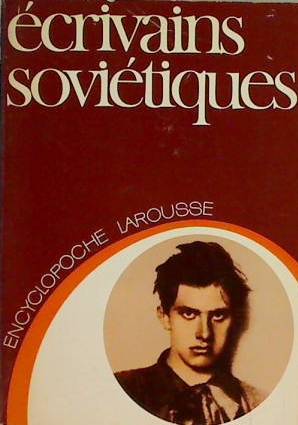 écrivains
soviétiques
ENCYCLOPOCHE LAROUSSE